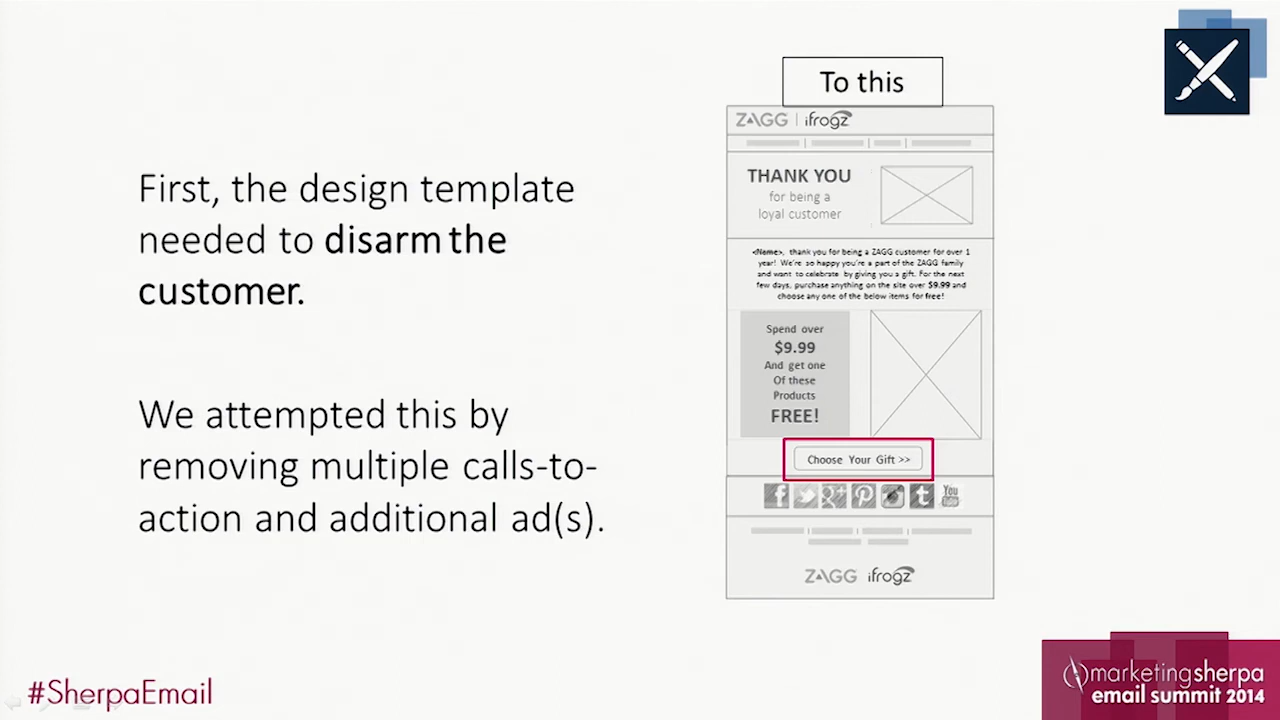 First, the design template
needed to disarm the
customer.
We attempted this by
removing multiple calls-to-
action and additional ad(s).
To this
ZAGG | ifrogz
THANK YOU
for being a
loyal customer
<Name>, thank you for being a ZAGG customer for over 1
year! We're so happy you're a part of the ZAGG family
and want to celebrate by giving you a gift. For the next
few days, purchase anything on the site over $9.99 and
choose any one of the below items for free!
Spend over
$9.99
And get one
Of these
Products
FREE!
Choose Your Gift >>
You
ZAGG ifrogz
#SherpaEmail
marketingsherpa
email summit 2014